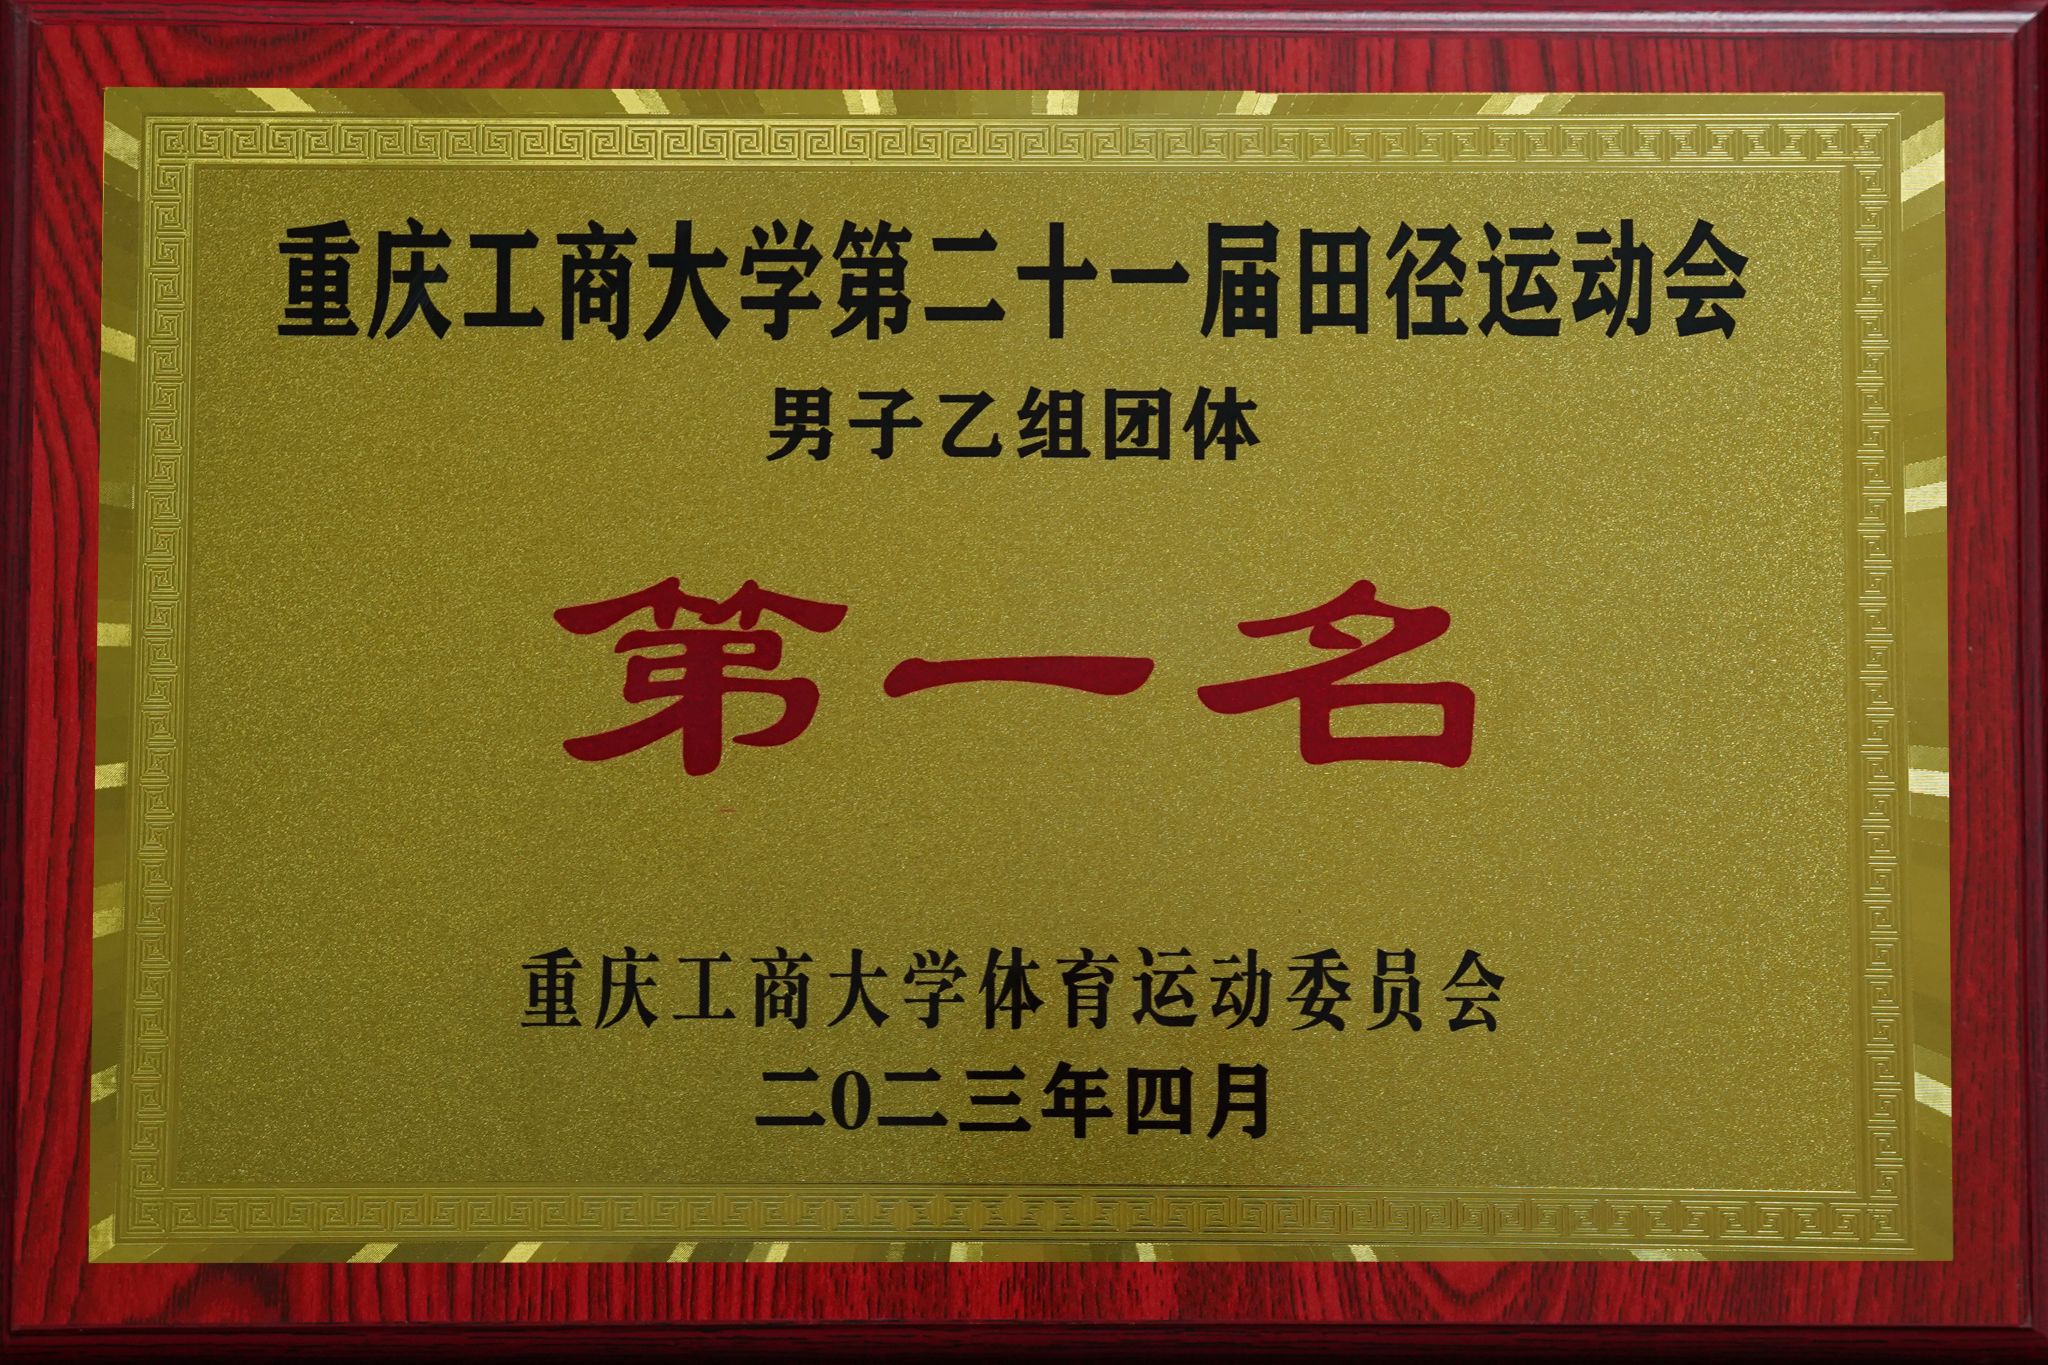 重庆工商大学第二十一届田径运动会
男子乙组团体
第一名
重庆工商大学体育运动委员会
二0二三年四月